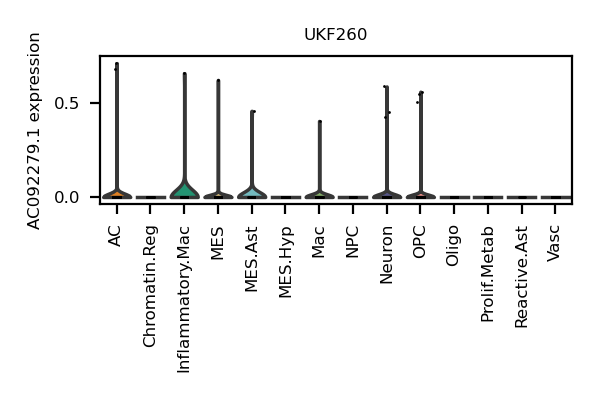 UKF260
AC092279.1 expression
0.5
0.0
AC
Chromatin.Reg
Inflammatory.Mac
MES
MES.Ast
MES.Hyp
Mac
NPC
Neuron
OPC
Oligo
Prolif.Metab
Reactive.Ast
Vasc